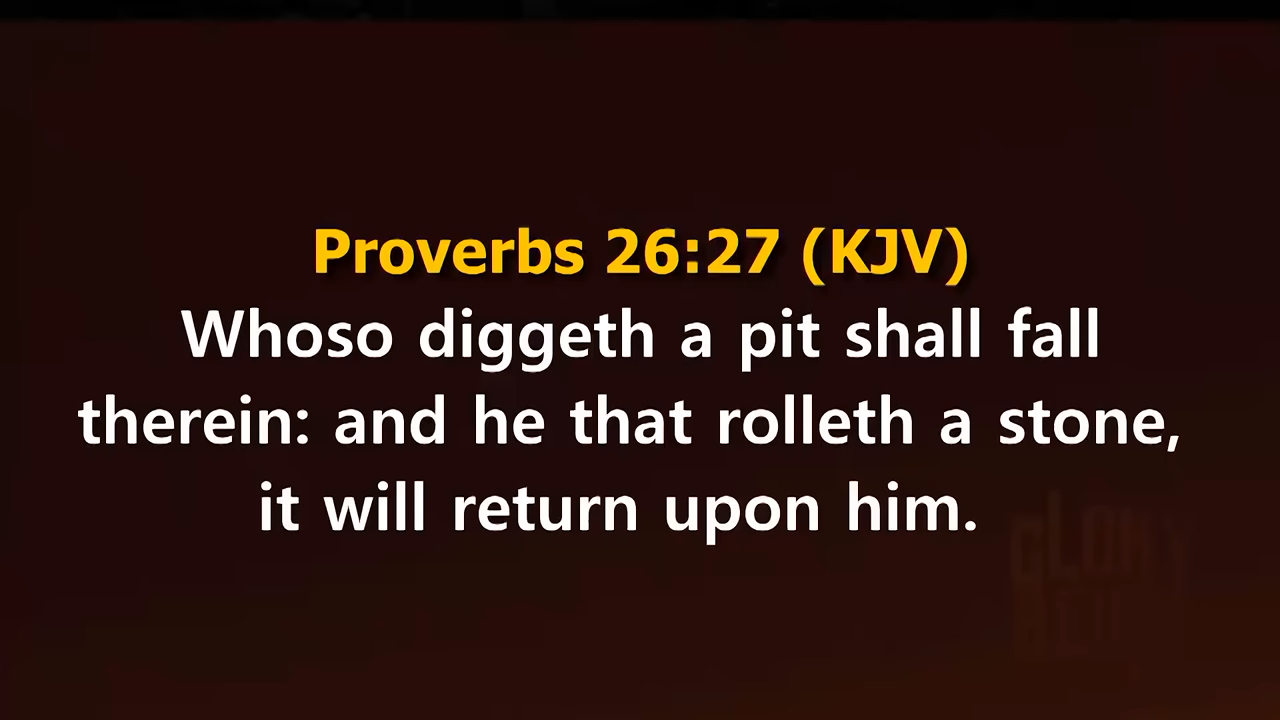 Proverbs 26:27 (KJV)
Whoso diggeth a pit shall fall
therein: and he that rolleth a stone,
it will return upon him.